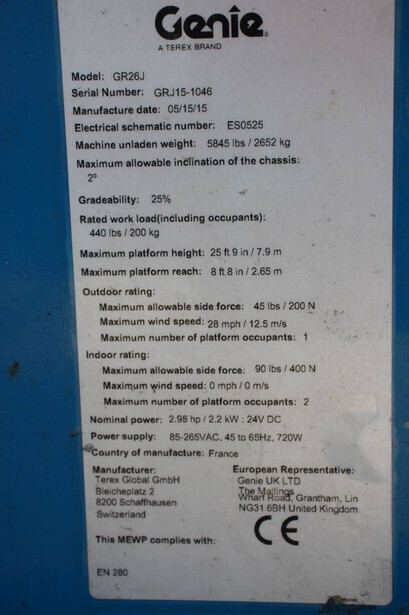 Genie
A TEREX BRAND
Model: GR26J
Serial Number: GRJ15-1046
Manufacture date: 05/15/15
Electrical schematic number: ES0525
Machine unladen weight: 5845 lbs / 2652 kg
Maximum allowable inclination of the chassis:
2º
Gradeability: 25%
Rated work load(including occupants):
440 lbs / 200 kg
Maximum platform height: 25 ft 9 in / 7.9 m
Maximum platform reach: 8 ft 8 in / 2.65 m
Outdoor rating:
Maximum allowable side force: 45 lbs / 200 N
Maximum wind speed: 28 mph / 12.5 m/s
Maximum number of platform occupants: 1
Indoor rating:
Maximum allowable side force: 90 lbs / 400 N
Maximum wind speed: 0 mph / 0 m/s
Maximum number of platform occupants: 2
Nominal power: 2.95 hp / 2.2 kW : 24V DC
Power supply: 85-265VAC, 45 to 65Hz, 720W
Country of manufacture: France
Manufacturer:
Terex Global GmbH
Bleicheplatz 2
8200 Schaffhausen
Switzerland
European Representative:
Genie UK LTD
The Maltings
Wharf Road, Grantham, Lin
NG31 6BH United Kingdom
This MEWP complies with:
CE
EN 280